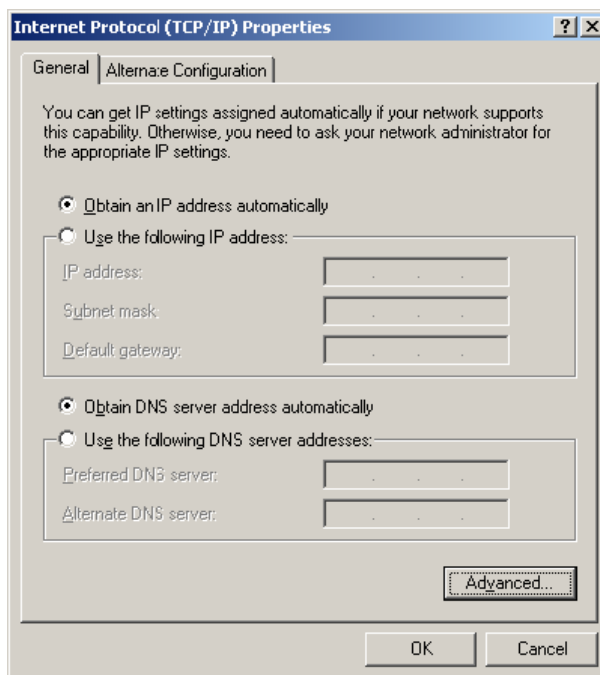 Internet Protocol (TCP/IP) Properties
General
Alternate Configuration
You can get IP settings assigned automatically if your network supports
this capability. Otherwise, you need to ask your network administrator for
the appropriate IP settings.
Obtain an IP address automatically
Use the following IP address:
IP address:
Subnet mask:
Default gateway:
Obtain DNS server address automatically
Use the following DNS server addresses:
Preferred DNS server:
Alternate DNS server:
Advanced...
OK
Cancel